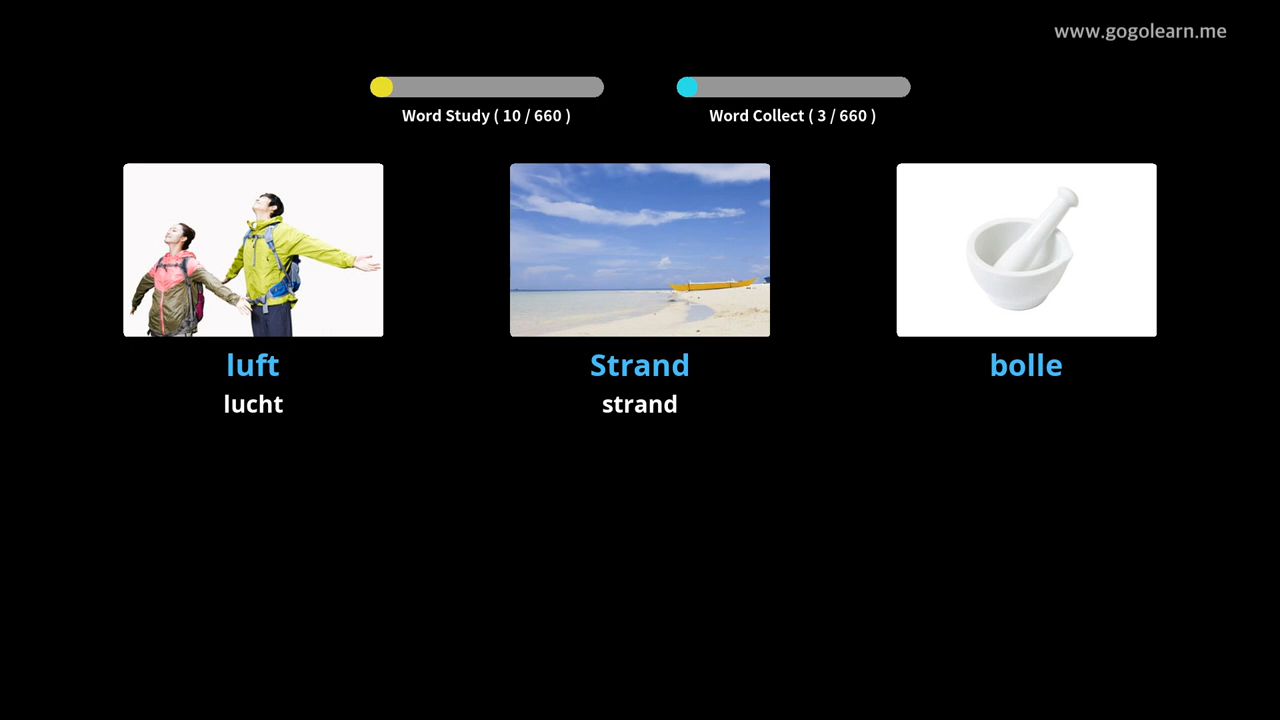 www.gogolearn.me
Word Study ( 10 / 660 )
Word Collect ( 3 / 660 )
luft
Strand
bolle
lucht
strand